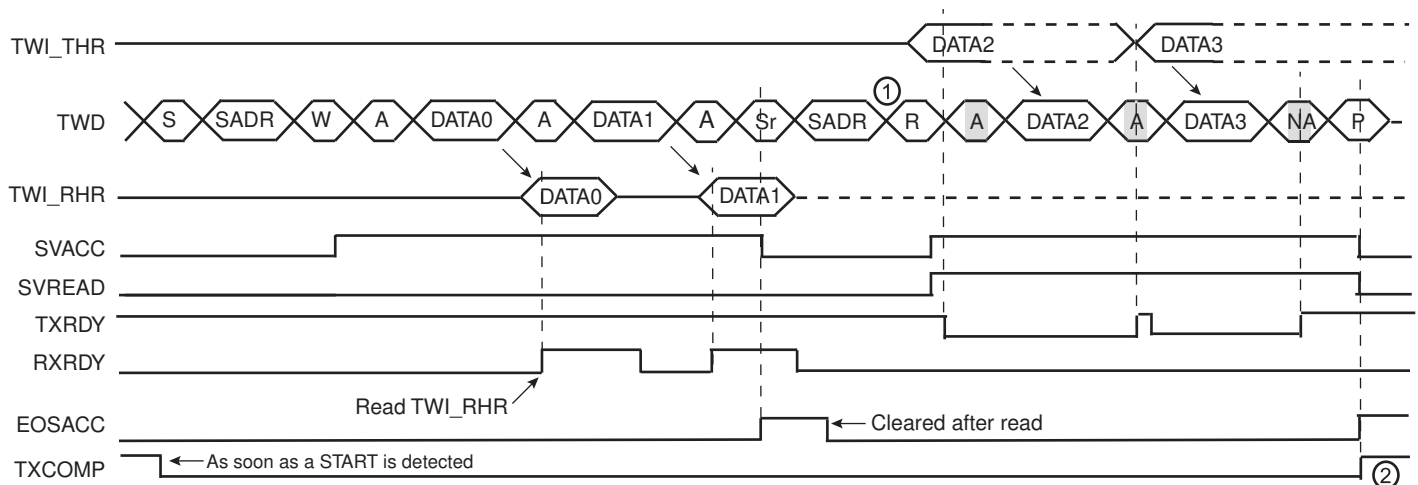 TWI_THR DATA2 DATA3
TWD S SADR W A DATA0 A DATA1 A Sr SADR 1 R A DATA2 A DATA3 NA P
TWI_RHR DATA0 DATA1
SVACC
SVREAD
TXRDY
RXRDY
Read TWI_RHR
EOSACC Cleared after read
TXCOMP As soon as a START is detected 2